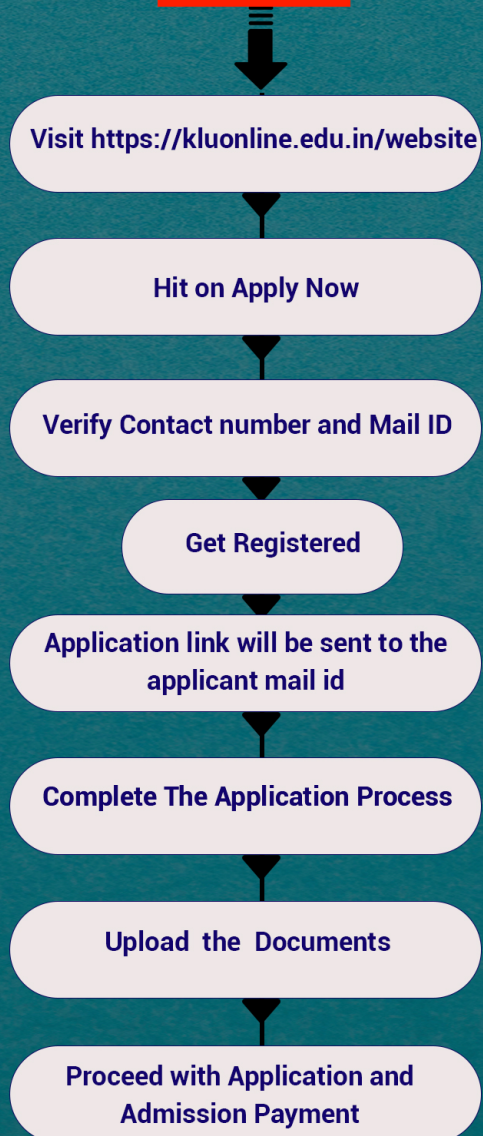 Visit https://kluonline.edu.in/website
Hit on Apply Now
Verify Contact number and Mail ID
Get Registered
Application link will be sent to the
applicant mail id
Complete The Application Process
Upload the Documents
Proceed with Application and
Admission Payment